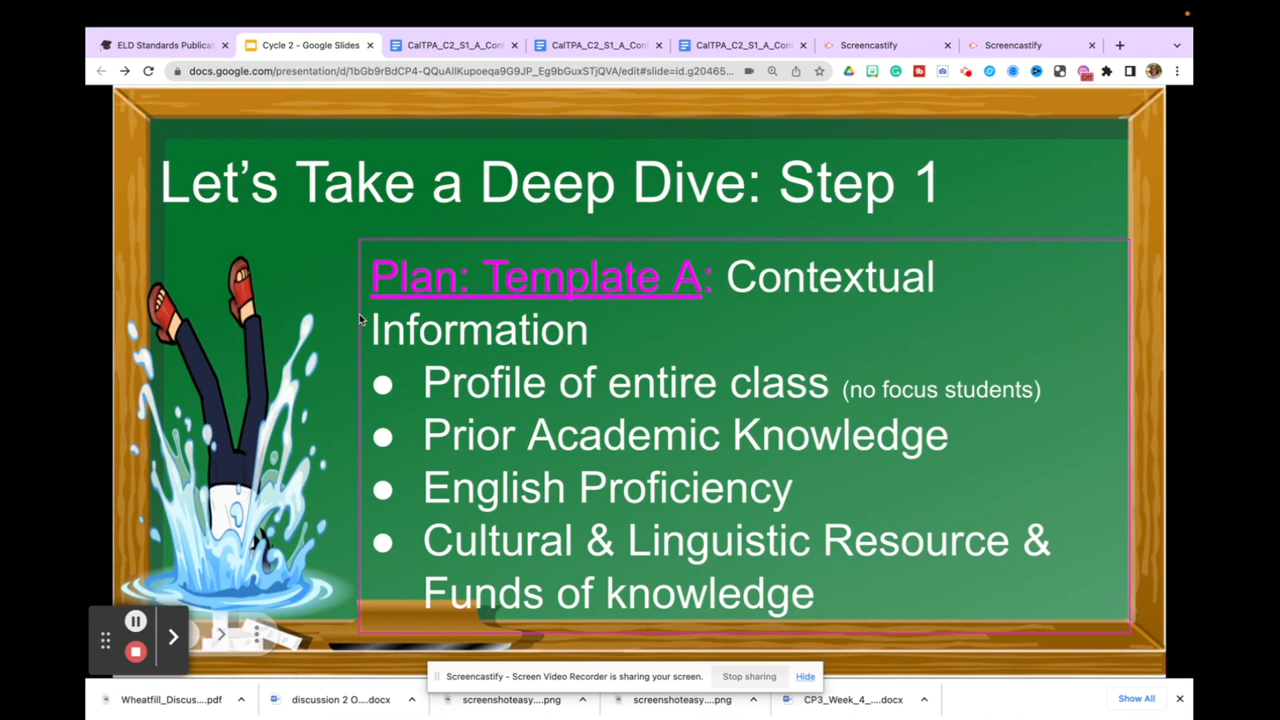 ELD Standards Publicat
Cycle 2 - Google Slides
CalTPA_C2_S1_A_Con
CalTPA_C2_S1_A_Con
CalTPA_C2_S1_A_Con
Screencastify
Screencastify
docs.google.com/presentation/d/1bGb9rBdCP4-QQuAllKupoeqa9G9JP_Eg9bGuxSTjQVA/edit#slide=id.g20465...
Off
Let's Take a Deep Dive: Step 1
Plan: Template A: Contextual
Information
● Profile of entire class (no focus students)
● Prior Academic Knowledge
● English Proficiency
● Cultural & Linguistic Resource &
Funds of knowledge
Screencastify - Screen Video Recorder is sharing your screen.
Stop sharing
Hide
Wheatfill_Discus....pdf
discussion 2 O....docx
screenshoteasy....png
screenshoteasy....png
CP3_Week_4_....docx
Show All